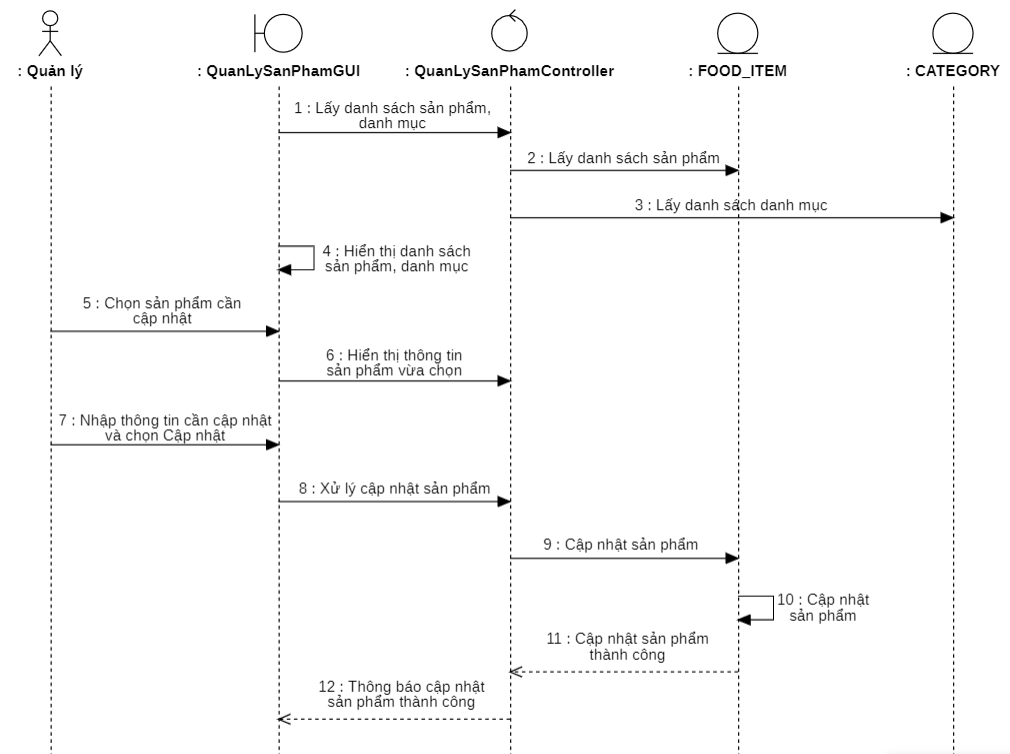 : Quản lý
: QuanLySanPhamGUI
: QuanLySanPhamController
: FOOD_ITEM
: CATEGORY
1 : Lấy danh sách sản phẩm,
danh mục
2 : Lấy danh sách sản phẩm
3 : Lấy danh sách danh mục
4 : Hiển thị danh sách
sản phẩm, danh mục
5 : Chọn sản phẩm cần
cập nhật
6 : Hiển thị thông tin
sản phẩm vừa chọn
7 : Nhập thông tin cần cập nhật
và chọn Cập nhật
8 : Xử lý cập nhật sản phẩm
9 : Cập nhật sản phẩm
10 : Cập nhật
sản phẩm
11 : Cập nhật sản phẩm
thành công
12 : Thông báo cập nhật
sản phẩm thành công